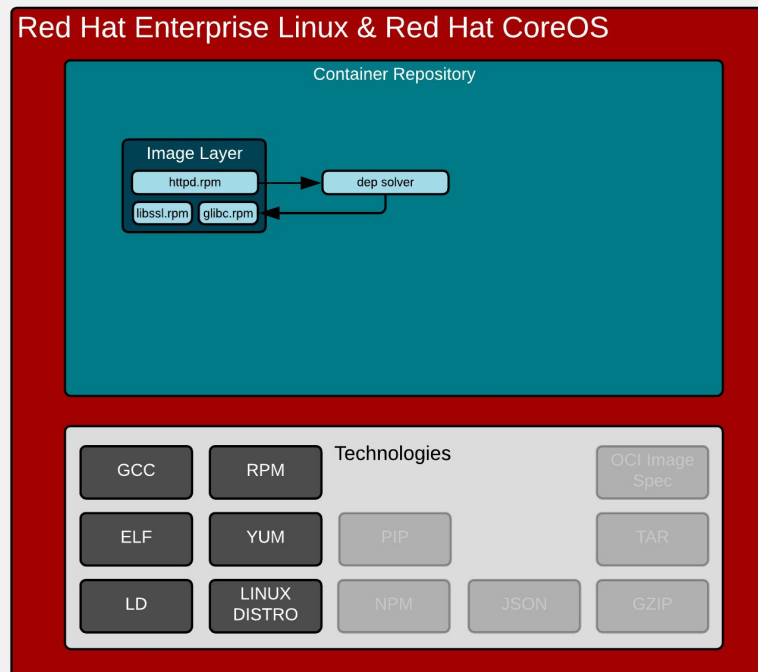 Red Hat Enterprise Linux & Red Hat CoreOS
Container Repository
Image Layer
httpd.rpm
dep solver
libssl.rpm
glibc.rpm
Technologies
GCC
RPM
OCI Image
Spec
ELF
YUM
PIP
TAR
LD
LINUX
DISTRO
NPM
JSON
GZIP